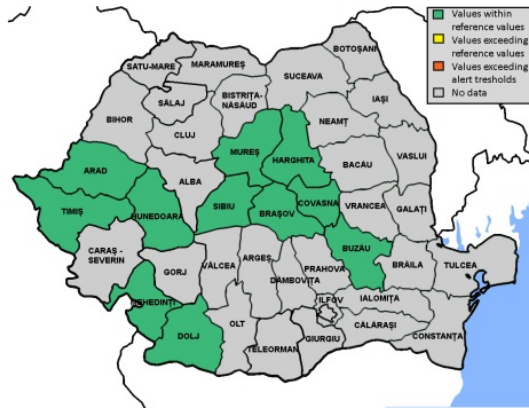 Values within
reference values
Values exceeding
reference values
Values exceeding
alert tresholds
No data
BOTOȘANI
SATU-MARE
MARAMUREȘ
SUCEAVA
BISTRIȚA-
NĂSĂUD
SĂLAJ
IAȘI
BIHOR
CLUJ
NEAMȚ
MUREȘ
HARGHITA
BACĂU
VASLUI
ARAD
ALBA
TIMIȘ
HUNEDOARA
SIBIU
BRAȘOV
COVASNA
VRANCEA
GALAȚI
BUZĂU
CARAȘ -
SEVERIN
GORJ
VÂLCEA
ARGEȘ
PRAHOVA
DÂMBOVIȚA
BRĂILA
TULCEA
MEHEDINȚI
ILFOV
IALOMIȚA
DOLJ
OLT
TELEORMAN
GIURGIU
CĂLĂRAȘI
CONSTANȚA